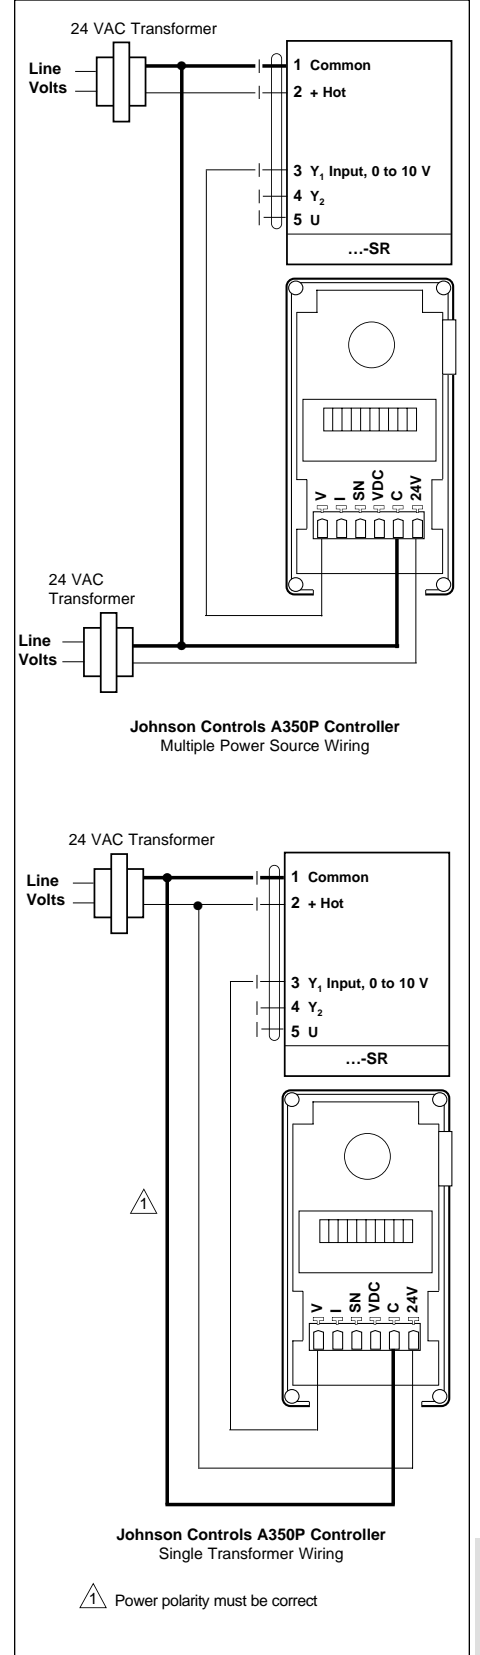 24 VAC Transformer
Line
Volts
1 Common
2 + Hot
3 Y1 Input, 0 to 10 V
4 Y2
5 U
...-SR
V I SN VDC C 24V
24 VAC
Transformer
Line
Volts
Johnson Controls A350P Controller
Multiple Power Source Wiring
24 VAC Transformer
Line
Volts
1 Common
2 + Hot
3 Y1 Input, 0 to 10 V
4 Y2
5 U
...-SR
1
V I SN VDC C 24V
Johnson Controls A350P Controller
Single Transformer Wiring
1 Power polarity must be correct